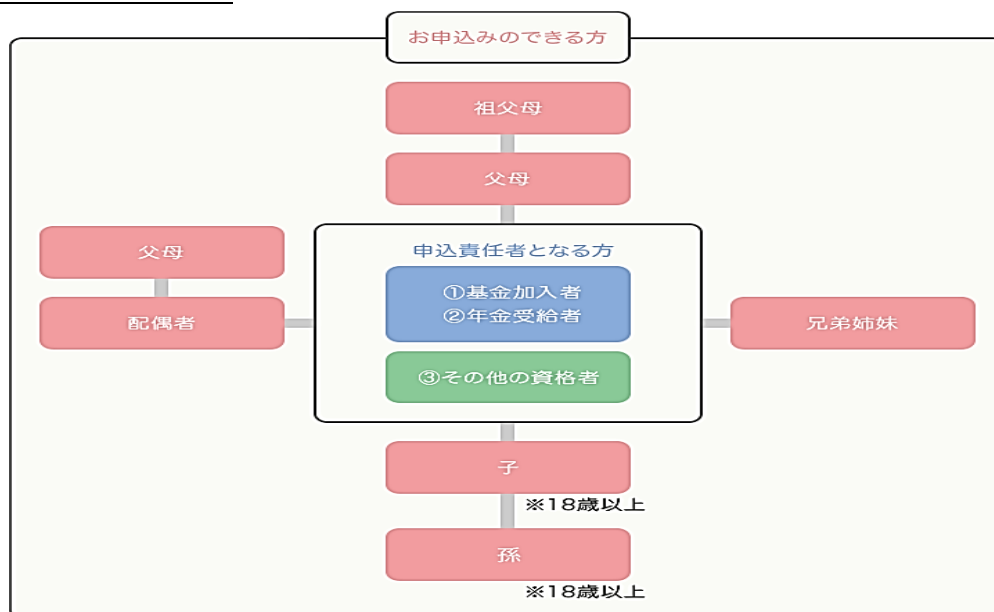 お申込みのできる方
祖父母
父母
父母
配偶者
申込責任者となる方
①基金加入者
②年金受給者
③その他の資格者
兄弟姉妹
子
※18歳以上
孫
※18歳以上